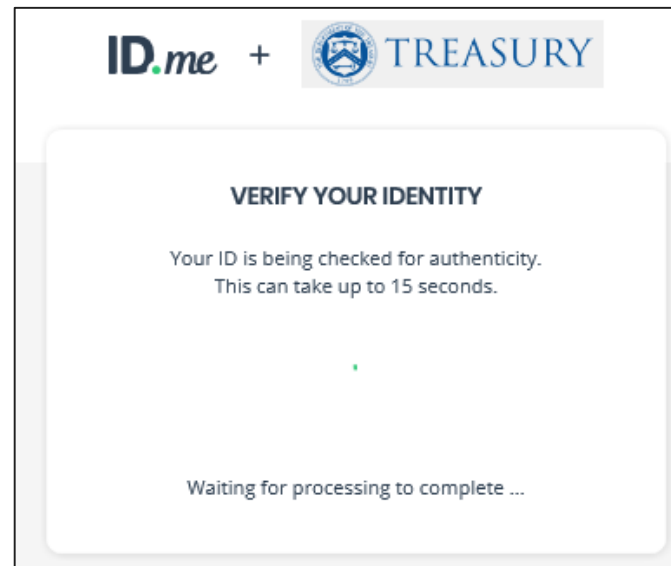 ID.me + TREASURY
VERIFY YOUR IDENTITY
Your ID is being checked for authenticity.
This can take up to 15 seconds.
Waiting for processing to complete ...